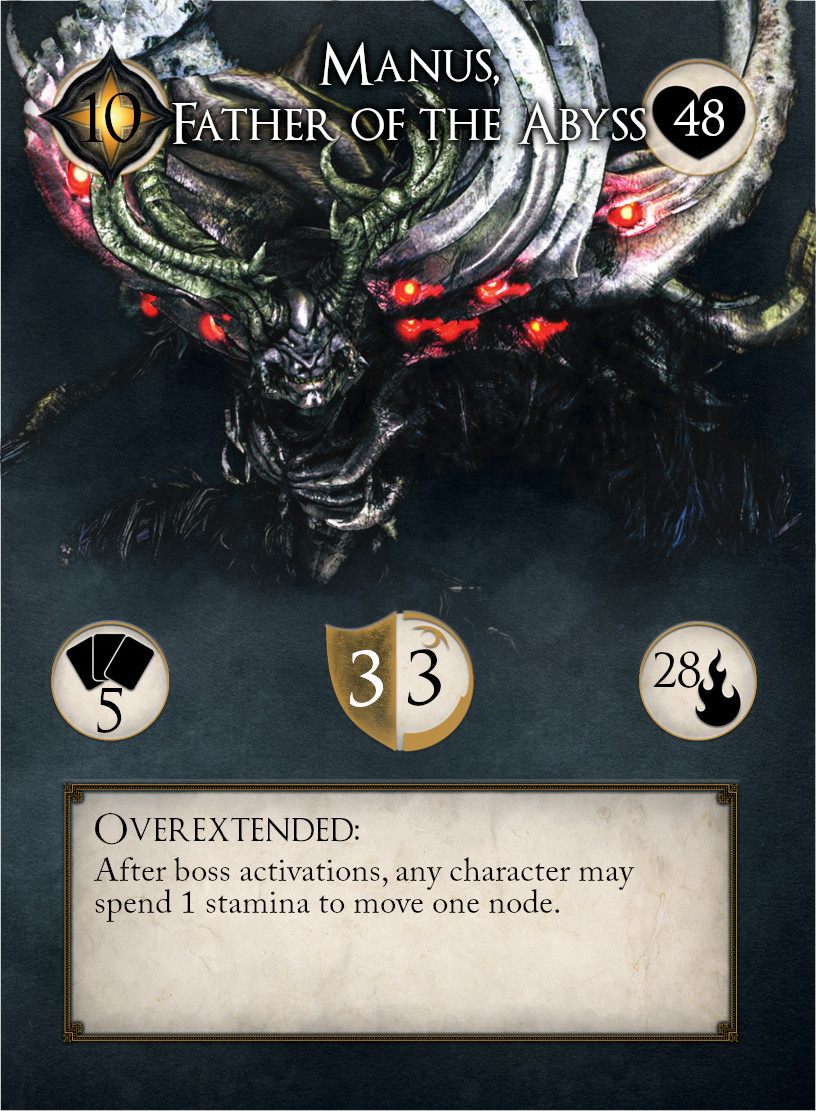 Manus,
10 Father of the Abyss 48
5 3 3 28
Overextended:
After boss activations, any character may
spend 1 stamina to move one node.